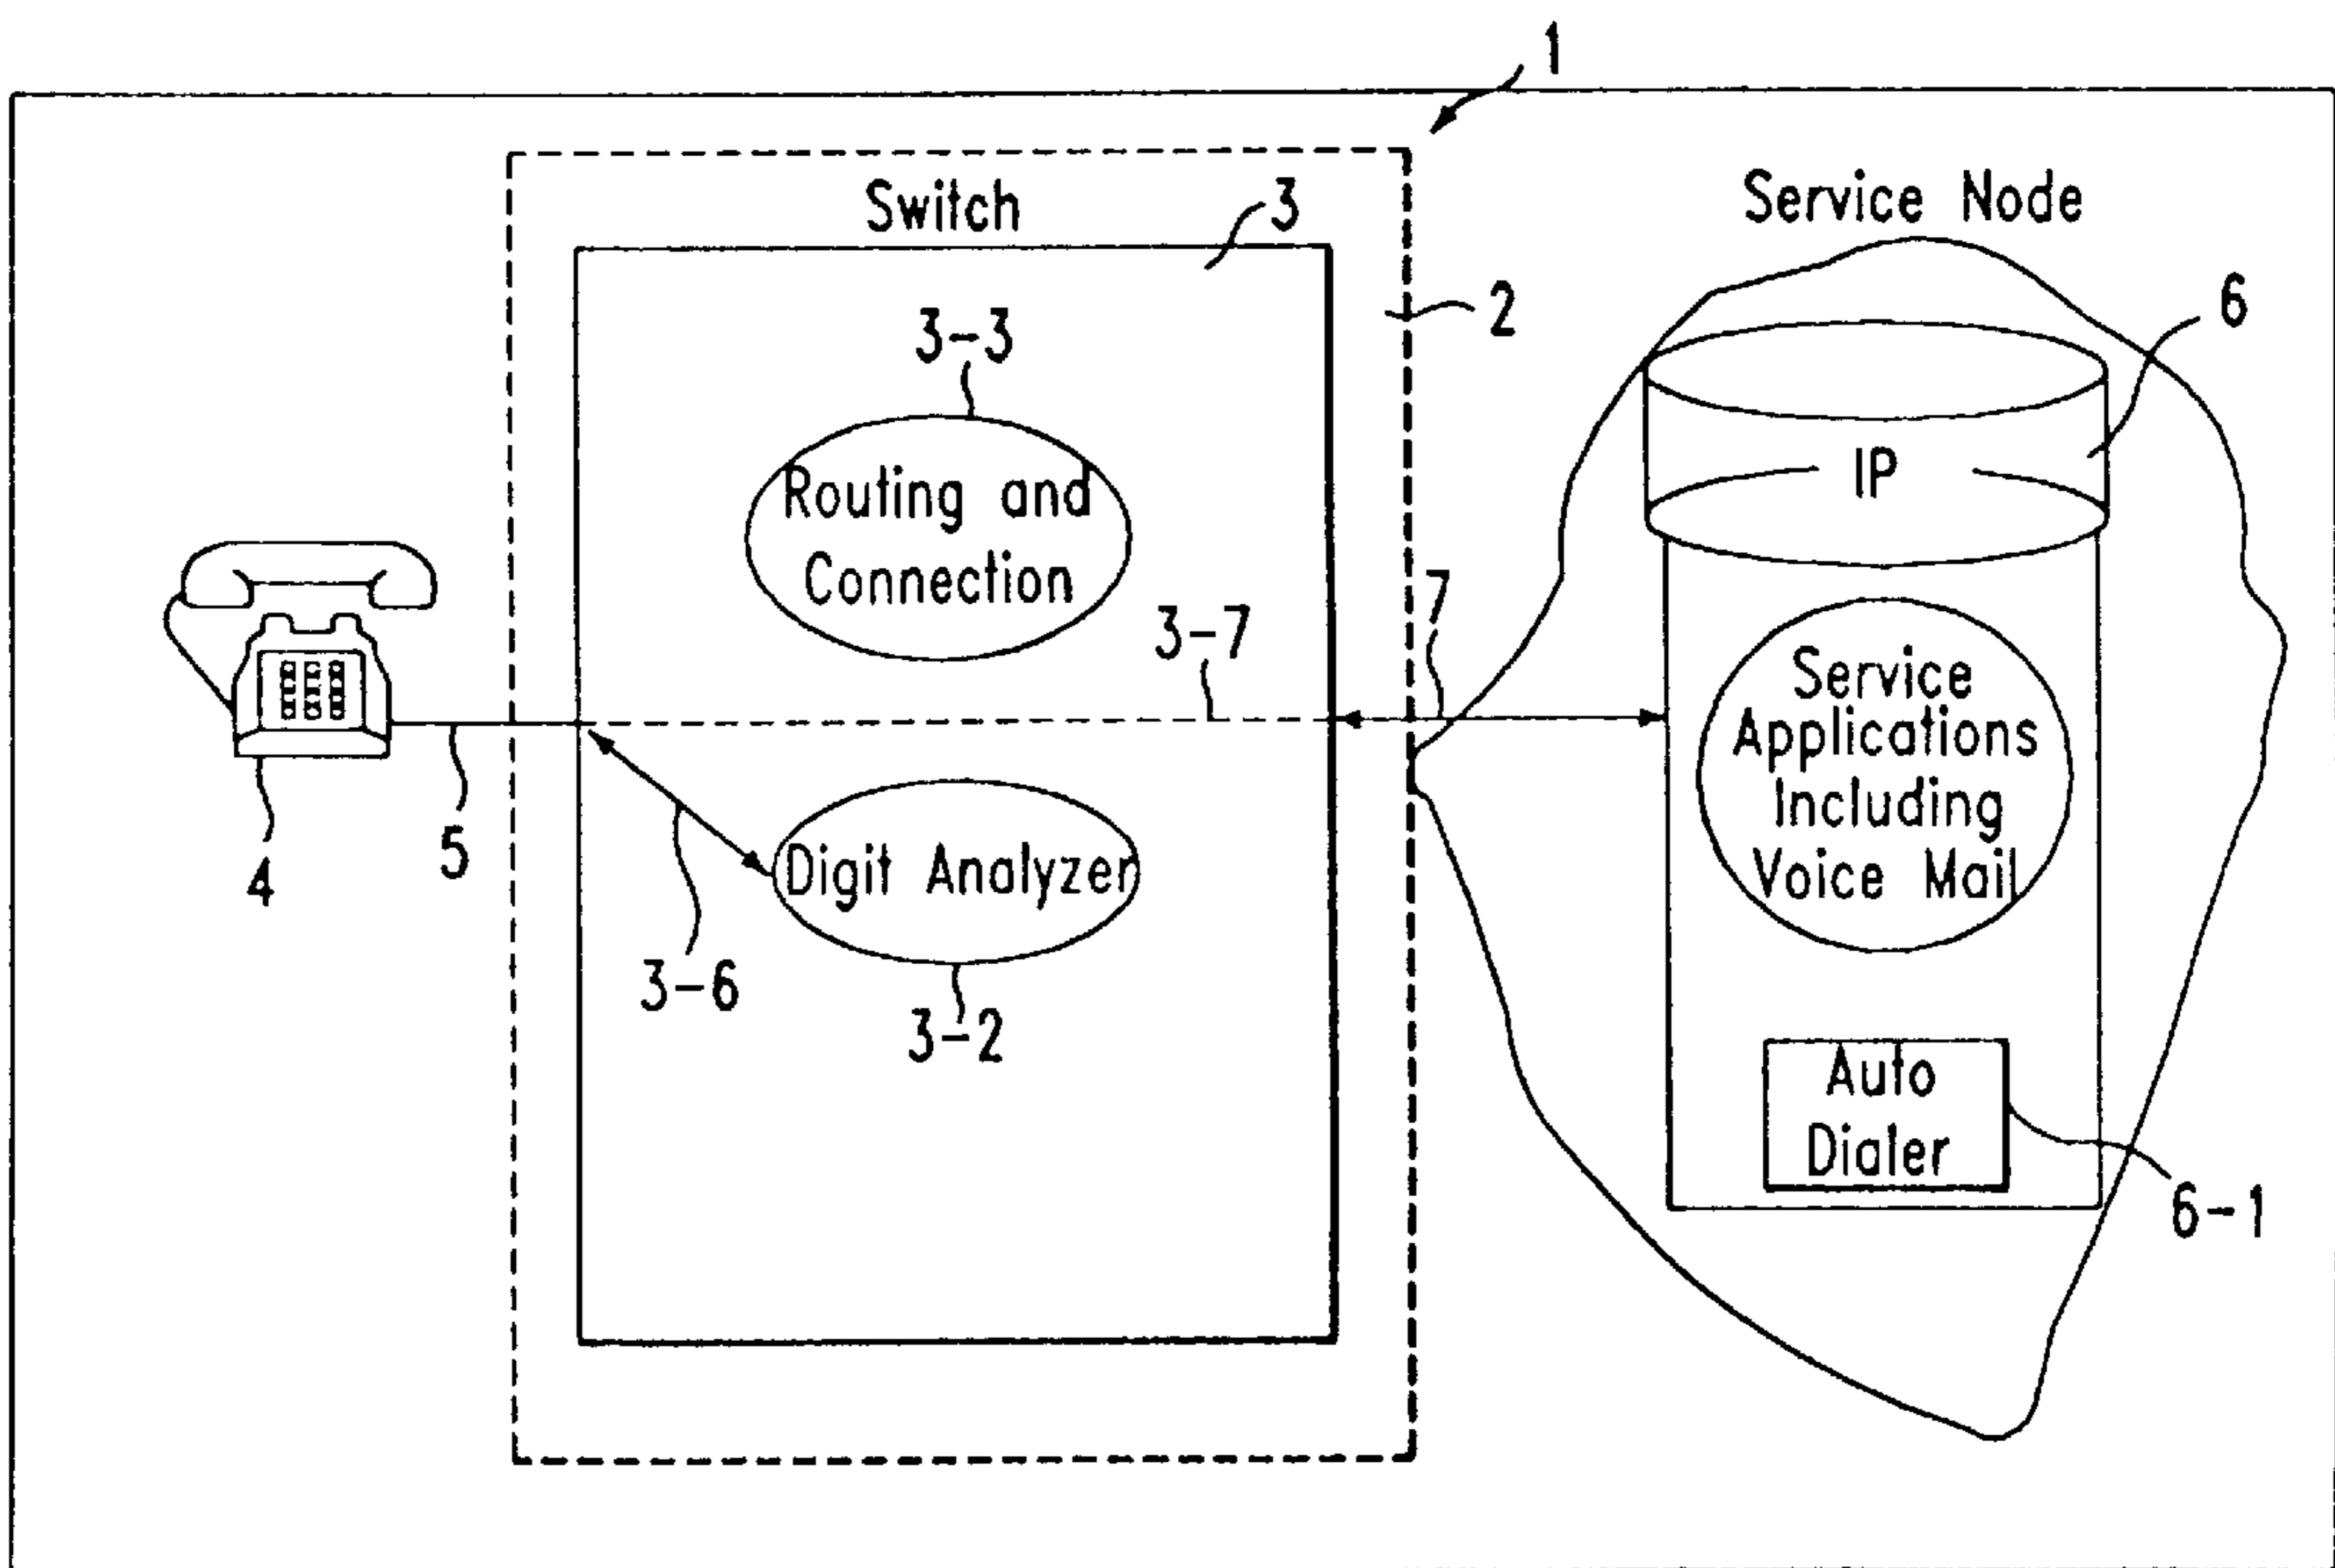 1
Switch
3
Service Node
2
6
3-3
IP
Routing and
Connection
7
3-7
Service
Applications
Including
Voice Mail
5
4
Digit Analyzer
3-6
3-2
Auto
Dialer
6-1